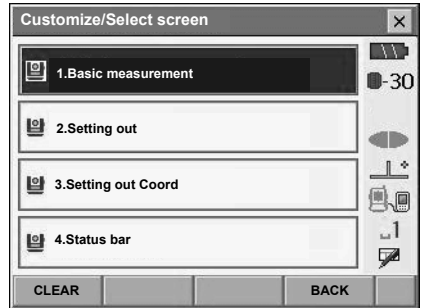 Customize/Select screen
1.Basic measurement
-30
2.Setting out
3.Setting out Coord
4.Status bar
1
CLEAR
BACK